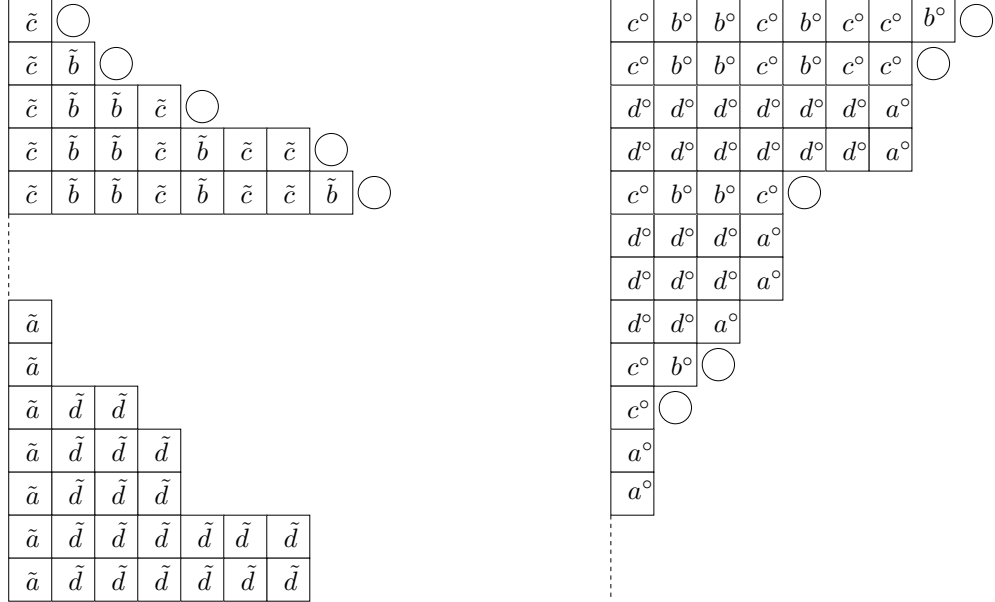 c̃
c̃ b̃
c̃ b̃ b̃ c̃
c̃ b̃ b̃ c̃ b̃ c̃ c̃
c̃ b̃ b̃ c̃ b̃ c̃ c̃ b̃
ã
ã
ã d̃ d̃
ã d̃ d̃ d̃
ã d̃ d̃ d̃
ã d̃ d̃ d̃ d̃ d̃ d̃
ã d̃ d̃ d̃ d̃ d̃ d̃
c° b° b° c° b° c° c° b°
c° b° b° c° b° c° c°
d° d° d° d° d° d° a°
d° d° d° d° d° d° a°
c° b° b° c°
d° d° d° a°
d° d° d° a°
d° d° a°
c° b°
c°
a°
a°